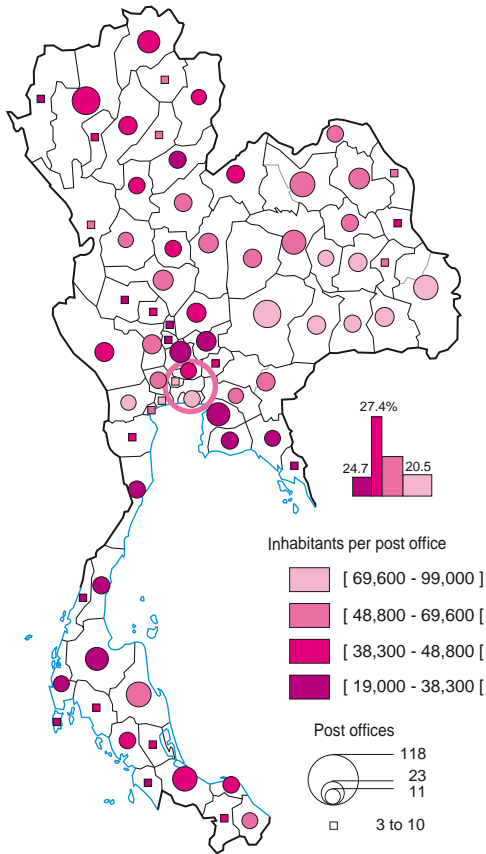 27.4%
24.7
20.5
Inhabitants per post office
[ 69,600 - 99,000 ]
[ 48,800 - 69,600 [
[ 38,300 - 48,800 [
[ 19,000 - 38,300 [
Post offices
118
23
11
3 to 10